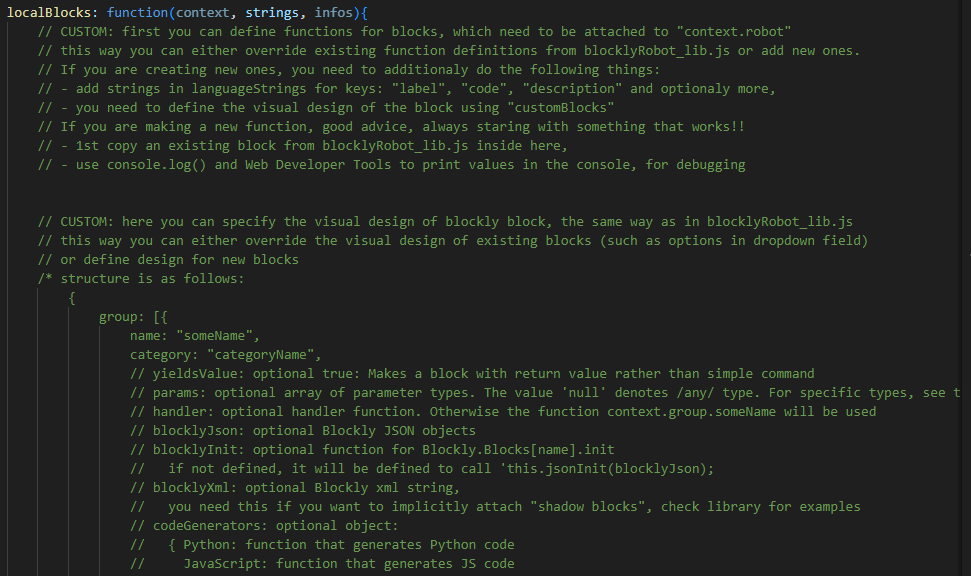 localBlocks: function(context, strings, infos){
// CUSTOM: first you can define functions for blocks, which need to be attached to "context.robot"
// this way you can either override existing function definitions from blocklyRobot_lib.js or add new ones.
// If you are creating new ones, you need to additionaly do the following things:
// - add strings in languageStrings for keys: "label", "code", "description" and optionaly more,
// - you need to define the visual design of the block using "customBlocks"
// If you are making a new function, good advice, always staring with something that works!!
// - 1st copy an existing block from blocklyRobot_lib.js inside here,
// - use console.log() and Web Developer Tools to print values in the console, for debugging
// CUSTOM: here you can specify the visual design of blockly block, the same way as in blocklyRobot_lib.js
// this way you can either override the visual design of existing blocks (such as options in dropdown field)
// or define design for new blocks
/* structure is as follows:
{
group: [{
name: "someName",
category: "categoryName",
// yieldsValue: optional true: Makes a block with return value rather than simple command
// params: optional array of parameter types. The value 'null' denotes /any/ type. For specific types, see t
// handler: optional handler function. Otherwise the function context.group.someName will be used
// blocklyJson: optional Blockly JSON objects
// blocklyInit: optional function for Blockly.Blocks[name].init
// if not defined, it will be defined to call 'this.jsonInit(blocklyJson);
// blocklyXml: optional Blockly xml string,
// you need this if you want to implicitly attach "shadow blocks", check library for examples
// codeGenerators: optional object:
// { Python: function that generates Python code
// JavaScript: function that generates JS code